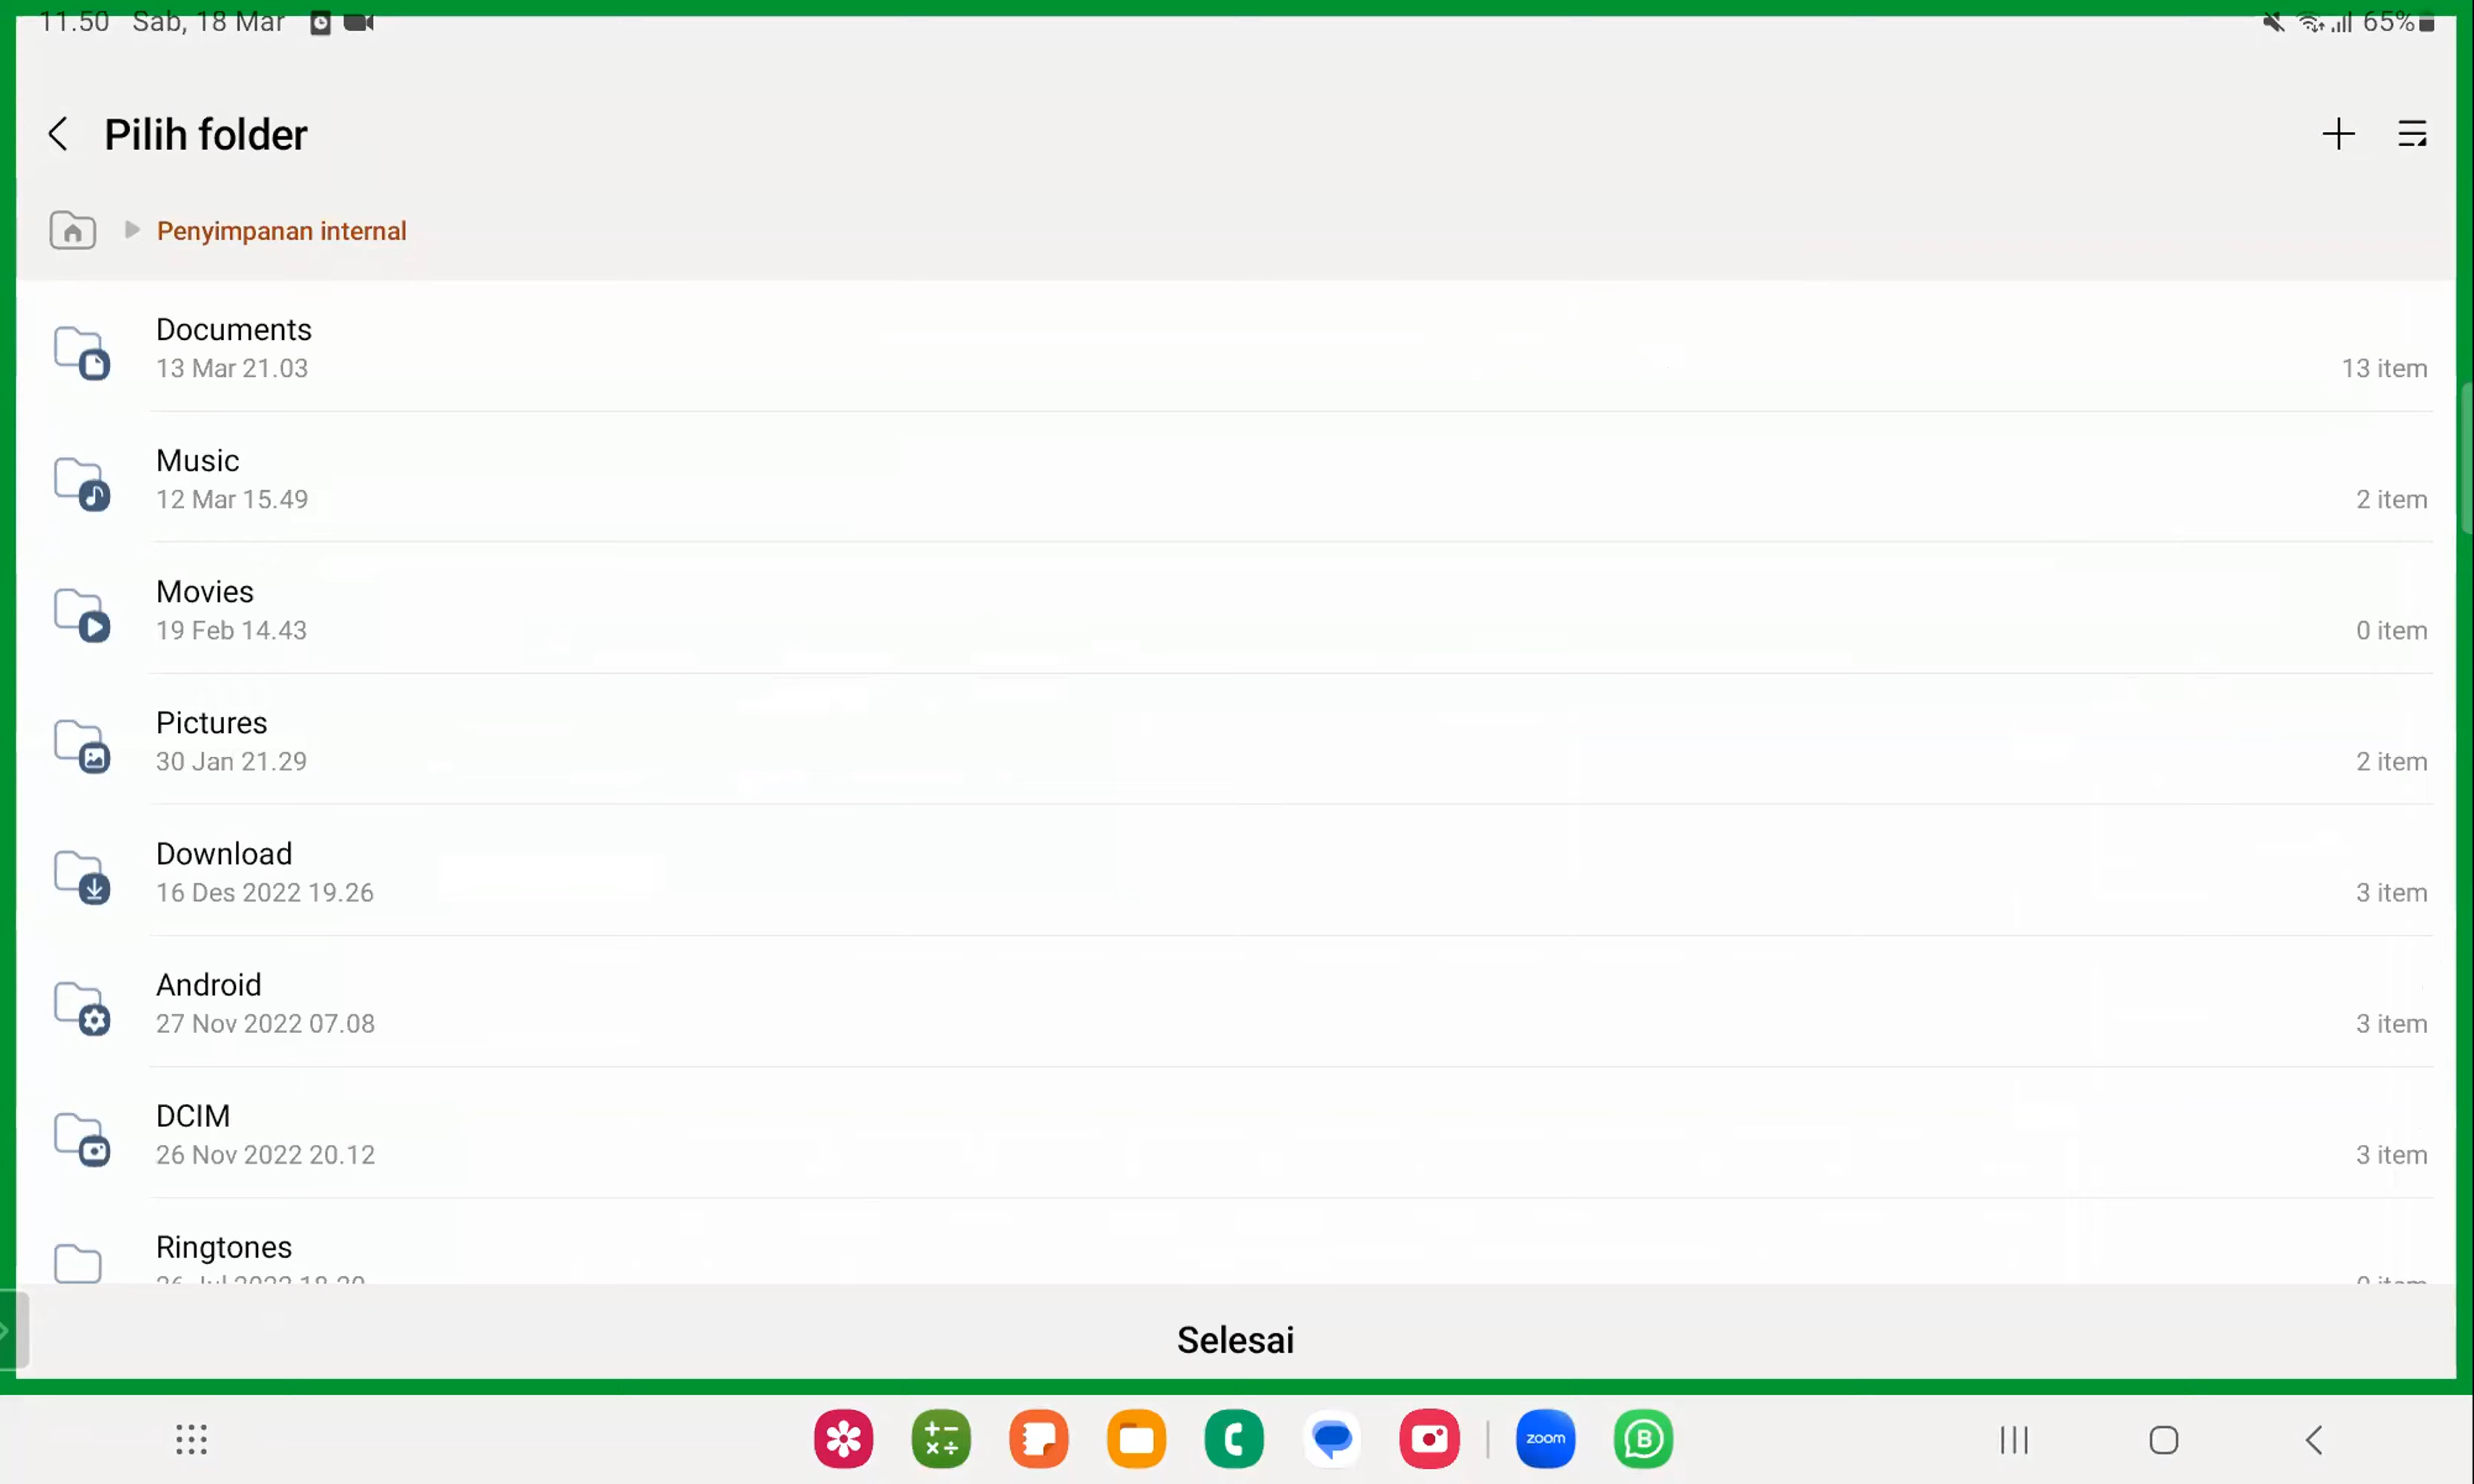 11.50 Sab, 18 Mar
65%
Pilih folder
Penyimpanan internal
Documents
13 Mar 21.03
13 item
Music
12 Mar 15.49
2 item
Movies
19 Feb 14.43
0 item
Pictures
30 Jan 21.29
2 item
Download
16 Des 2022 19.26
3 item
Android
27 Nov 2022 07.08
3 item
DCIM
26 Nov 2022 20.12
3 item
Ringtones
Selesai
zoom
B